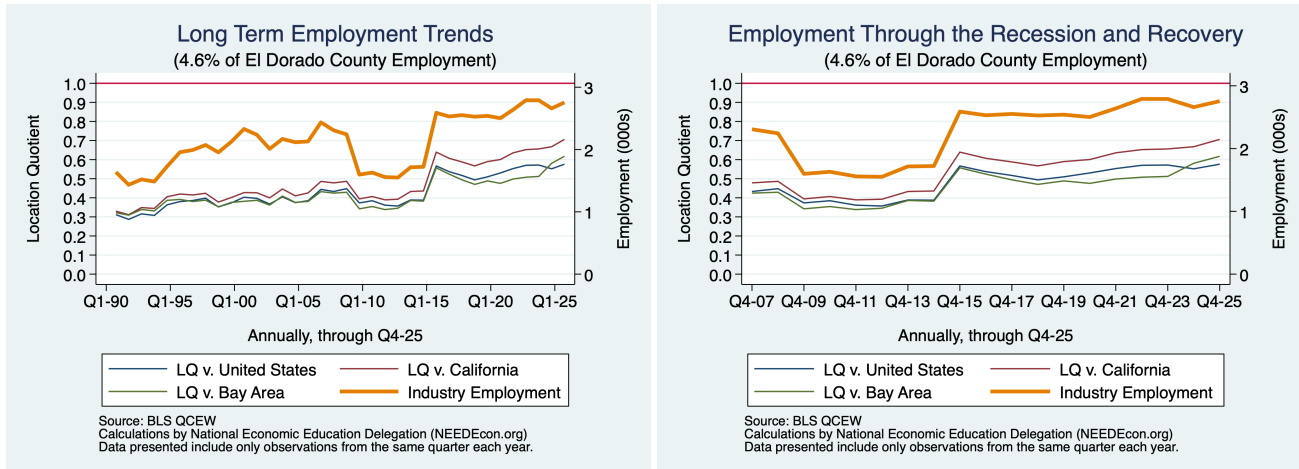 Long Term Employment Trends
(4.6% of El Dorado County Employment)
Location Quotient
1.0
0.9
0.8
0.7
0.6
0.5
0.4
0.3
0.2
0.1
0.0
3
2
1
0
Employment (000s)
Q1-90 Q1-95 Q1-00 Q1-05 Q1-10 Q1-15 Q1-20 Q1-25
Annually, through Q4-25
LQ v. United States LQ v. California
LQ v. Bay Area Industry Employment
Source: BLS QCEW
Calculations by National Economic Education Delegation (NEEDEcon.org)
Data presented include only observations from the same quarter each year.
Employment Through the Recession and Recovery
(4.6% of El Dorado County Employment)
Location Quotient
1.0
0.9
0.8
0.7
0.6
0.5
0.4
0.3
0.2
0.1
0.0
3
2
1
0
Employment (000s)
Q4-07 Q4-09 Q4-11 Q4-13 Q4-15 Q4-17 Q4-19 Q4-21 Q4-23 Q4-25
Annually, through Q4-25
LQ v. United States LQ v. California
LQ v. Bay Area Industry Employment
Source: BLS QCEW
Calculations by National Economic Education Delegation (NEEDEcon.org)
Data presented include only observations from the same quarter each year.